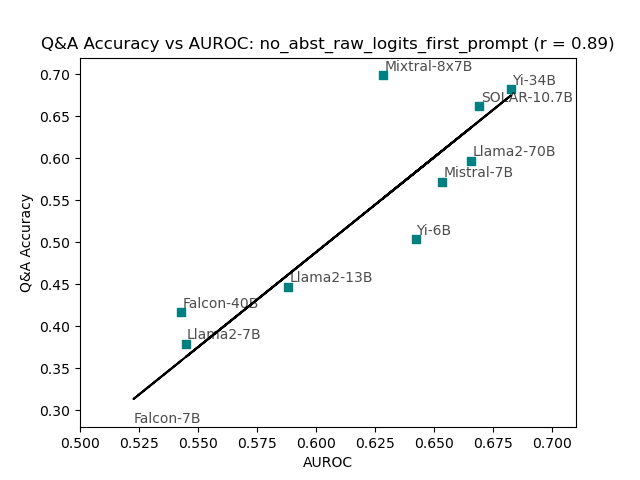 Q&A Accuracy vs AUROC: no_abst_raw_logits_first_prompt (r = 0.89)
0.70
0.65
0.60
0.55
0.50
0.45
0.40
0.35
0.30
Q&A Accuracy
Mixtral-8x7B
Yi-34B
SOLAR-10.7B
Llama2-70B
Mistral-7B
Yi-6B
Llama2-13B
Falcon-40B
Llama2-7B
Falcon-7B
0.500 0.525 0.550 0.575 0.600 0.625 0.650 0.675 0.700
AUROC